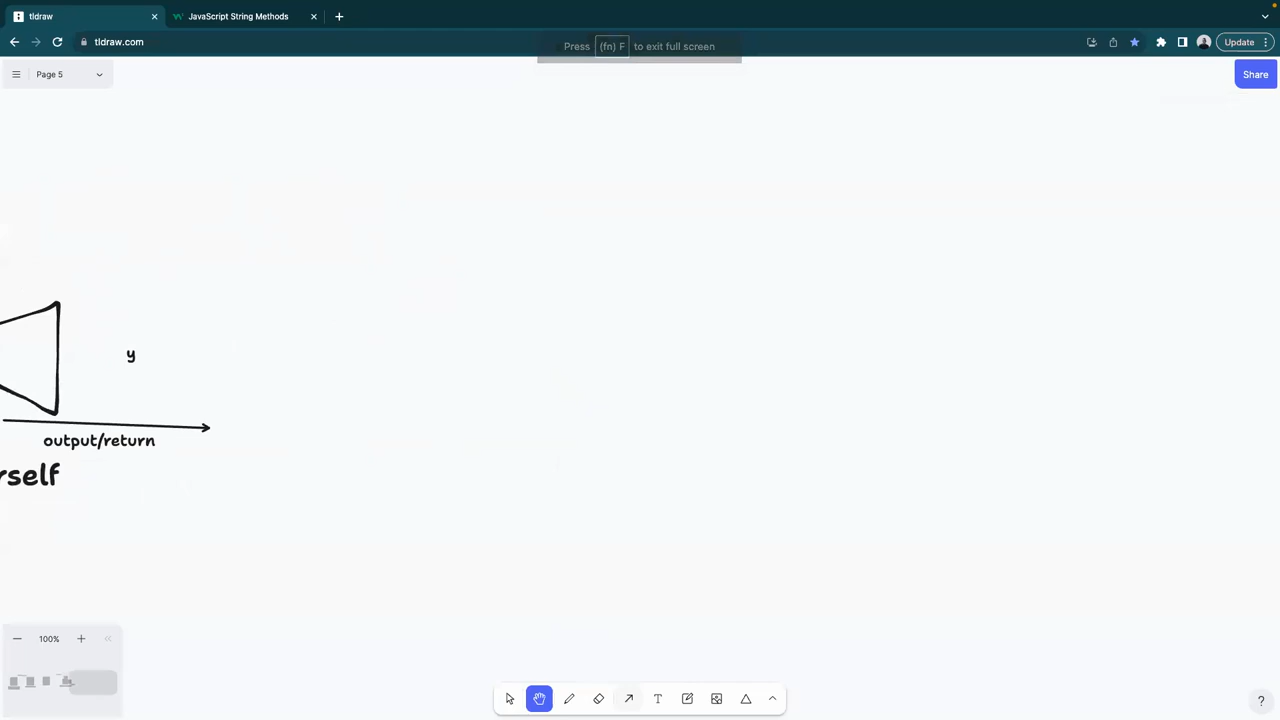 tldraw
JavaScript String Methods
tldraw.com
Update
Press (fn) F to exit full screen
Page 5
Share
y
output/return
rself
100%
T
?